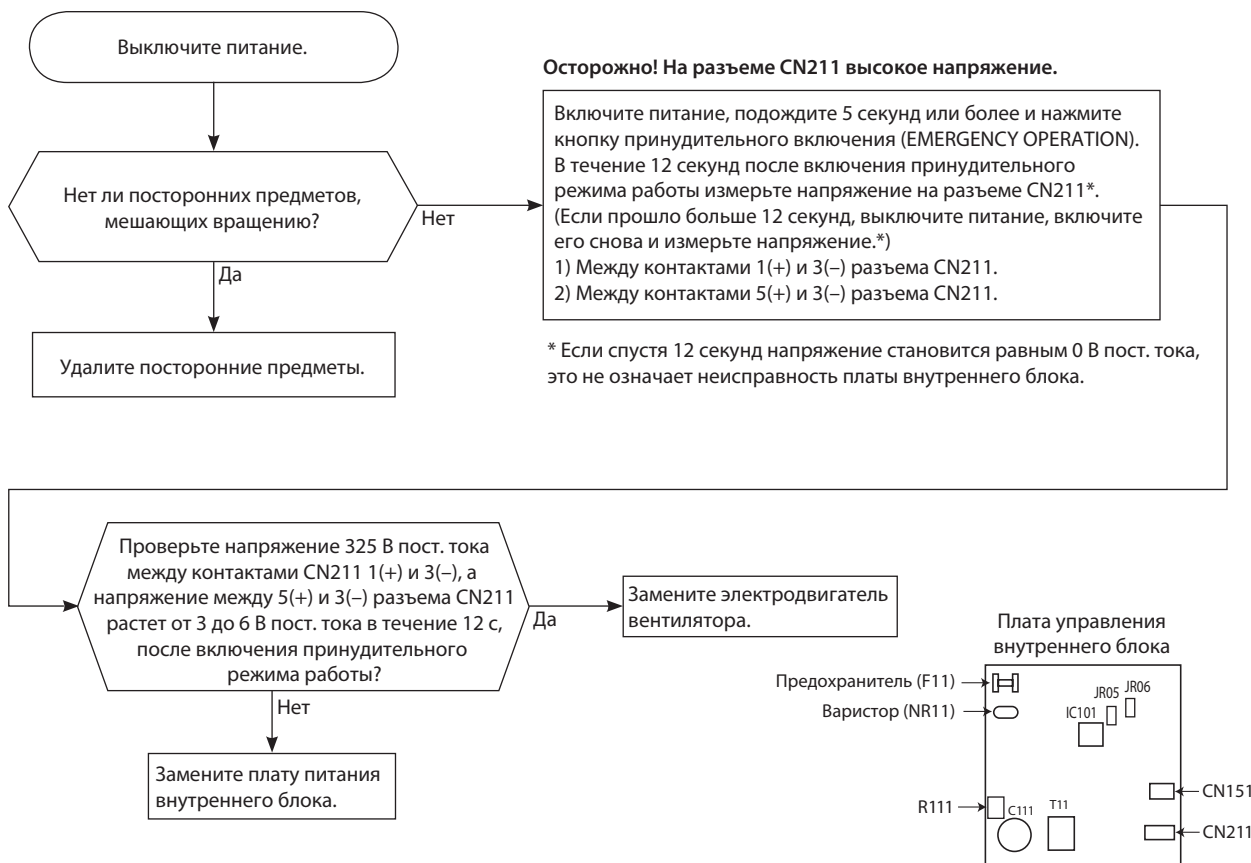 Выключите питание.
Нет ли посторонних предметов,
мешающих вращению?
Нет
Да
Удалите посторонние предметы.
Осторожно! На разъеме CN211 высокое напряжение.
Включите питание, подождите 5 секунд или более и нажмите
кнопку принудительного включения (EMERGENCY OPERATION).
В течение 12 секунд после включения принудительного
режима работы измерьте напряжение на разъеме CN211*.
(Если прошло больше 12 секунд, выключите питание, включите
его снова и измерьте напряжение.*)
1) Между контактами 1(+) и 3(–) разъема CN211.
2) Между контактами 5(+) и 3(–) разъема CN211.
* Если спустя 12 секунд напряжение становится равным 0 В пост. тока,
это не означает неисправность платы внутреннего блока.
Проверьте напряжение 325 В пост. тока
между контактами CN211 1(+) и 3(–), а
напряжение между 5(+) и 3(–) разъема CN211
растет от 3 до 6 В пост. тока в течение 12 с,
после включения принудительного
режима работы?
Да
Замените электродвигатель
вентилятора.
Нет
Замените плату питания
внутреннего блока.
Плата управления
внутреннего блока
Предохранитель (F11)
Варистор (NR11)
JR05
JR06
IC101
R111
C111
T11
CN151
CN211